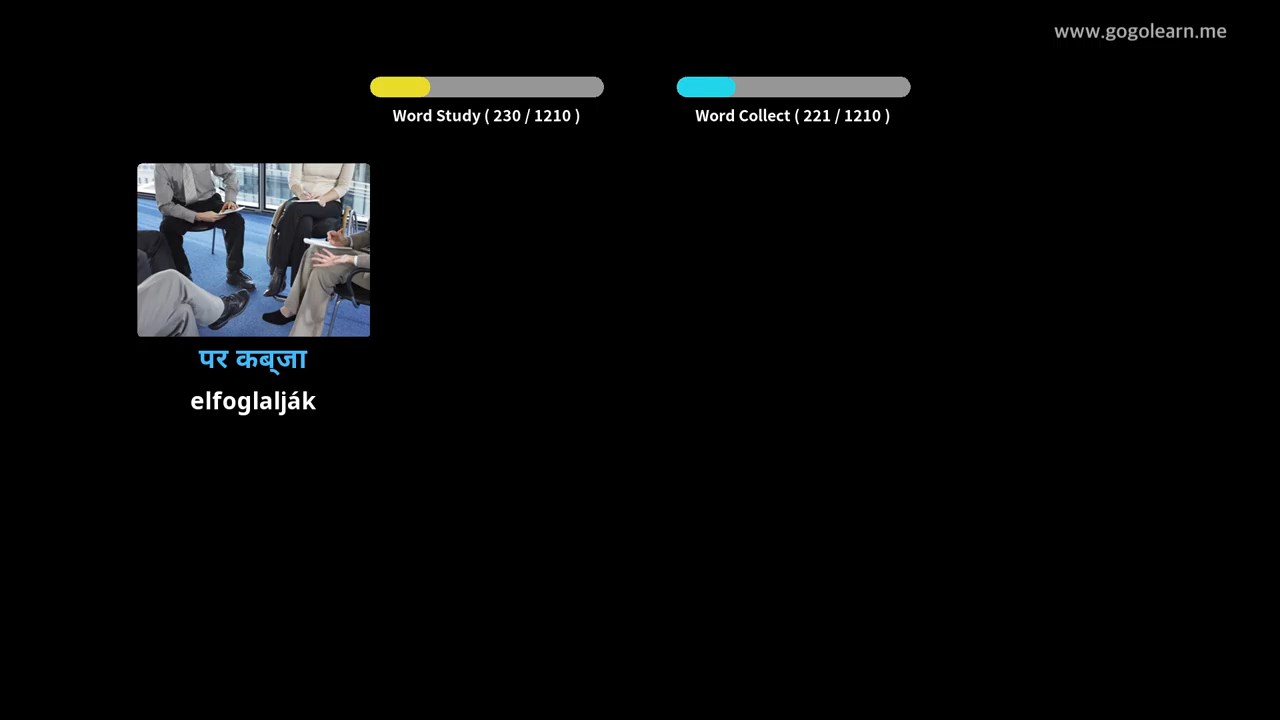 www.gogolearn.me
Word Study ( 230 / 1210 )
Word Collect ( 221 / 1210 )
पर कब्जा
elfoglalják